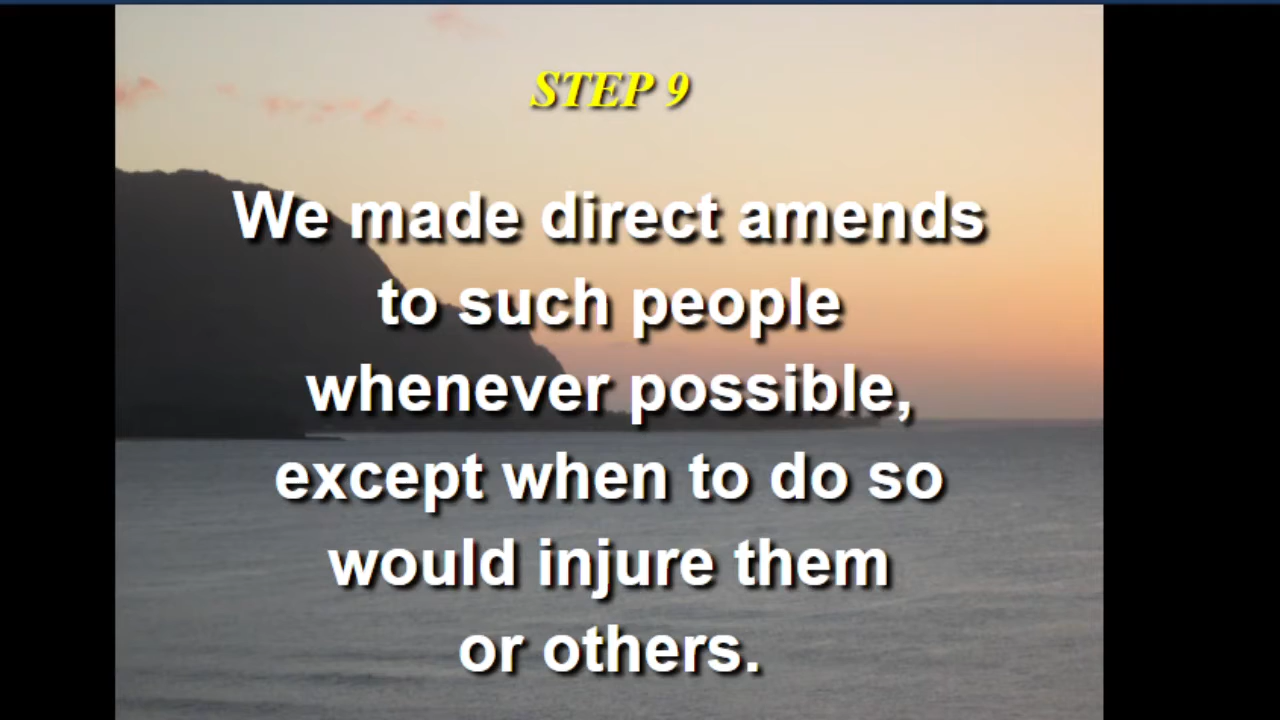 STEP 9
We made direct amends
to such people
whenever possible,
except when to do so
would injure them
or others.